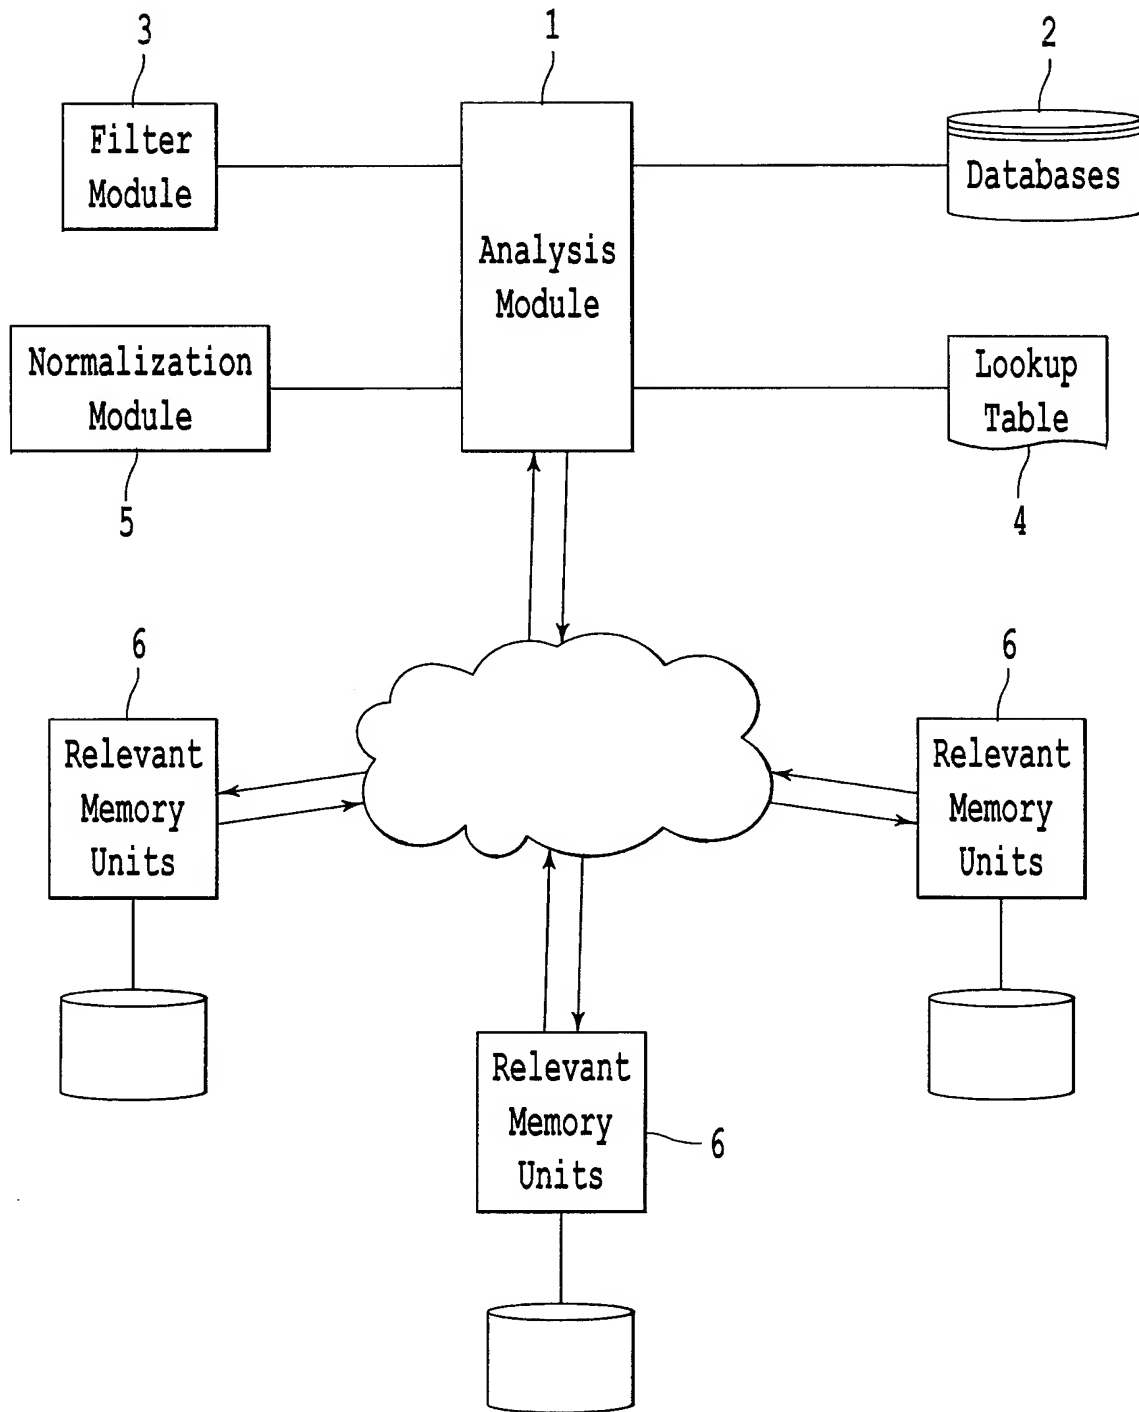 3
1
2
Filter
Module
Databases
Analysis
Module
Normalization
Module
Lookup
Table
5
4
6
6
Relevant
Memory
Units
Relevant
Memory
Units
Relevant
Memory
Units
6